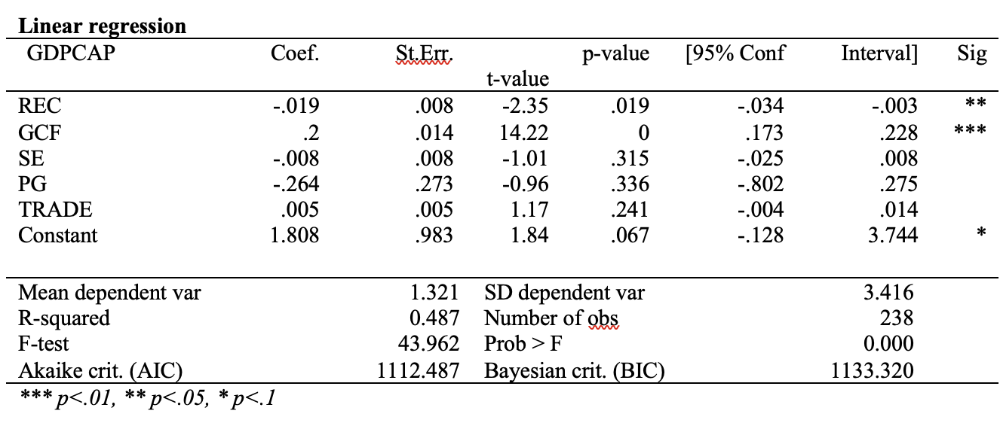 Linear regression
GDPCAP Coef. St.Err. t-value p-value [95% Conf Interval] Sig
REC -.019 .008 -2.35 .019 -.034 -.003 **
GCF .2 .014 14.22 0 .173 .228 ***
SE -.008 .008 -1.01 .315 -.025 .008
PG -.264 .273 -0.96 .336 -.802 .275
TRADE .005 .005 1.17 .241 -.004 .014
Constant 1.808 .983 1.84 .067 -.128 3.744 *
Mean dependent var 1.321 SD dependent var 3.416
R-squared 0.487 Number of obs 238
F-test 43.962 Prob > F 0.000
Akaike crit. (AIC) 1112.487 Bayesian crit. (BIC) 1133.320
*** p<.01, ** p<.05, * p<.1